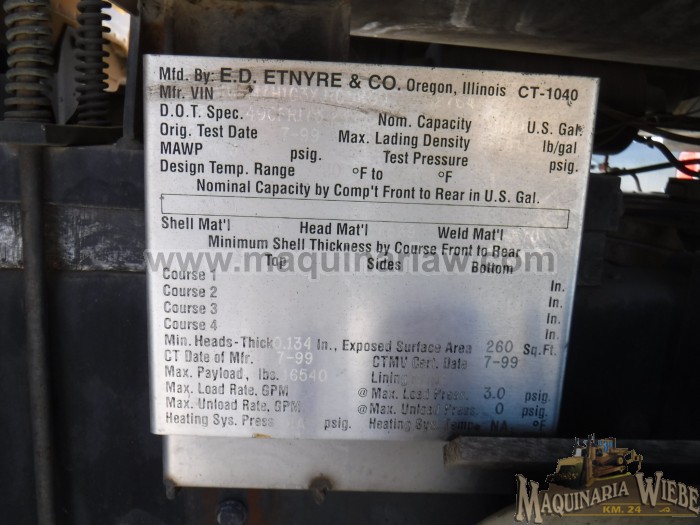 Mfd. By: E.D. ETNYRE & CO. Oregon, Illinois CT-1040
Mfr. VIN
D.O.T. Spec. Nom. Capacity U.S. Gal.
Orig. Test Date 7-99 Max. Lading Density lb/gal
MAWP psig. Test Pressure psig.
Design Temp. Range °F to °F
Nominal Capacity by Comp't Front to Rear in U.S. Gal.
Shell Mat'l Head Mat'l Weld Mat'l
Minimum Shell Thickness by Course Front to Rear
Top Sides Bottom
www.maquinariawi
Course 1 In.
Course 2 In.
Course 3 In.
Course 4 In.
Min. Heads-Thick 0.134 In., Exposed Surface Area 260 Sq.Ft.
CT Date of Mfr. 7-99 CTMV Cert. Date 7-99
Max. Payload, lbs. 6540 Lining
Max. Load Rate, GPM @ Max. Load Press. 3.0 psig.
Max. Unload Rate, GPM @ Max. Unload Press. 0 psig.
Heating Sys. Press. psig. Heating Sys. Temp. NA °F
MAQUINARIA WIEBE
KM. 24